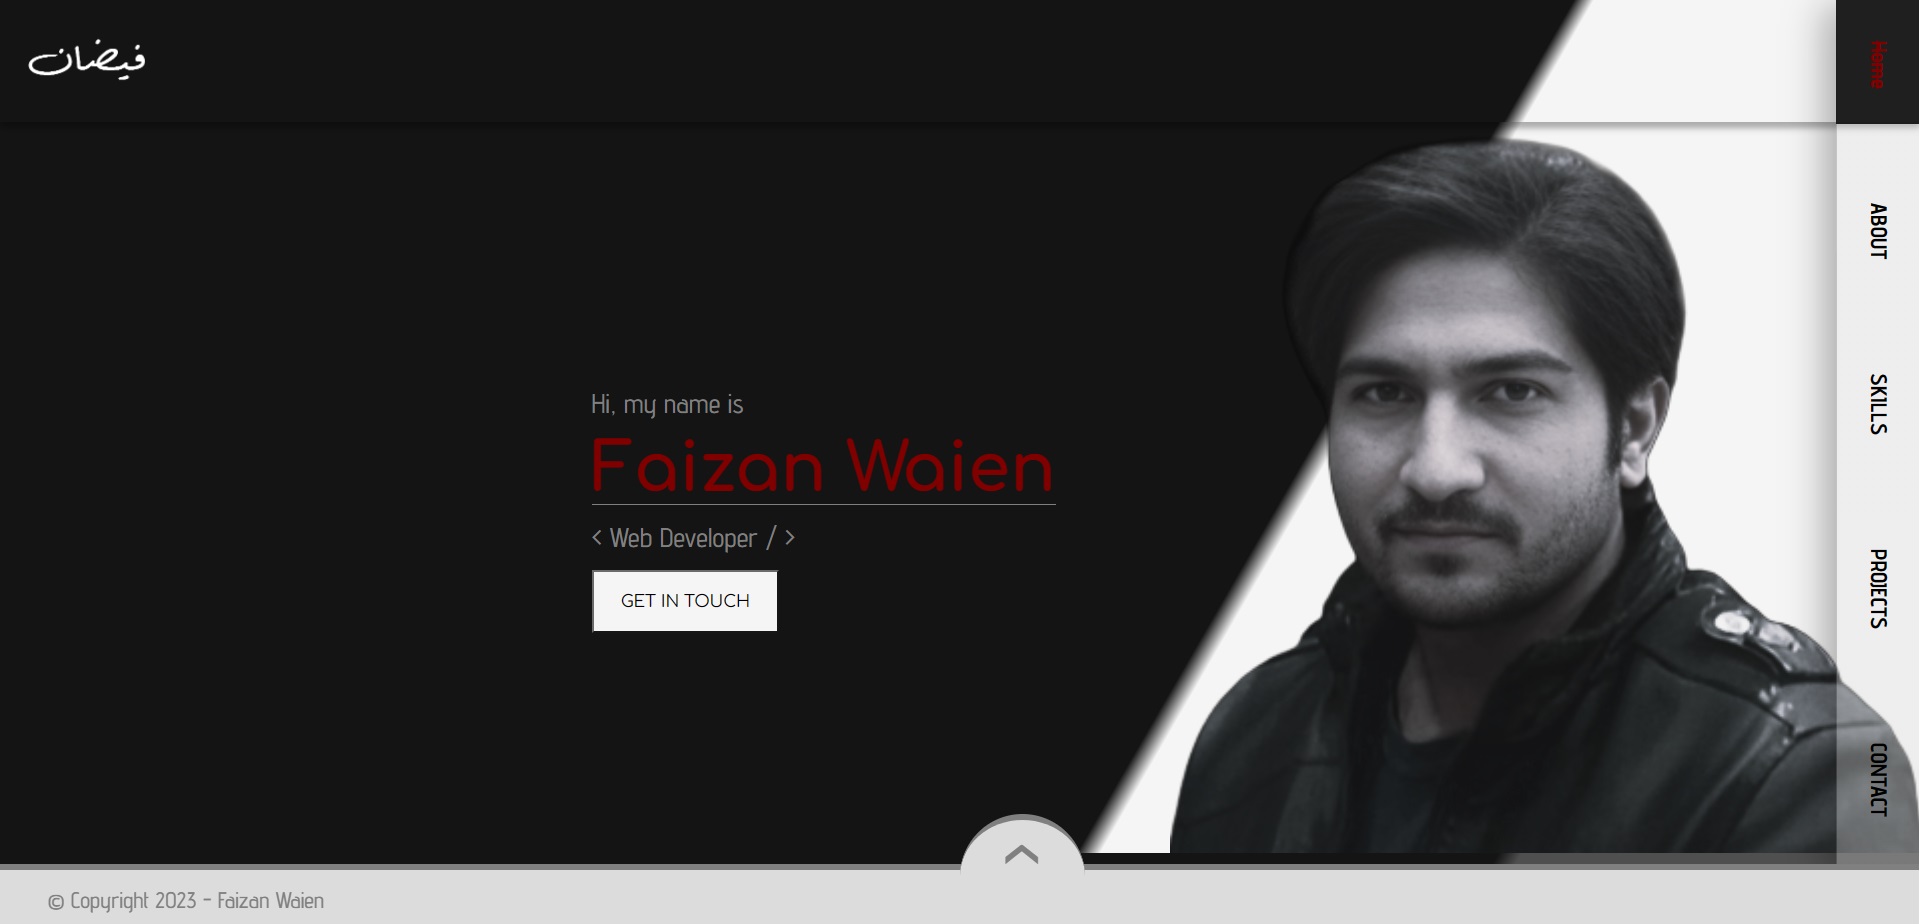 فيضان
Home
ABOUT
SKILLS
PROJECTS
CONTACT
Hi, my name is
Faizan Waien
< Web Developer / >
GET IN TOUCH
© Copyright 2023 - Faizan Waien